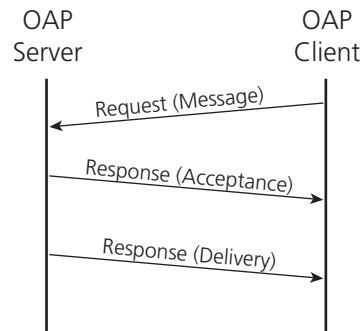 OAP
Server
OAP
Client
Request (Message)
Response (Acceptance)
Response (Delivery)